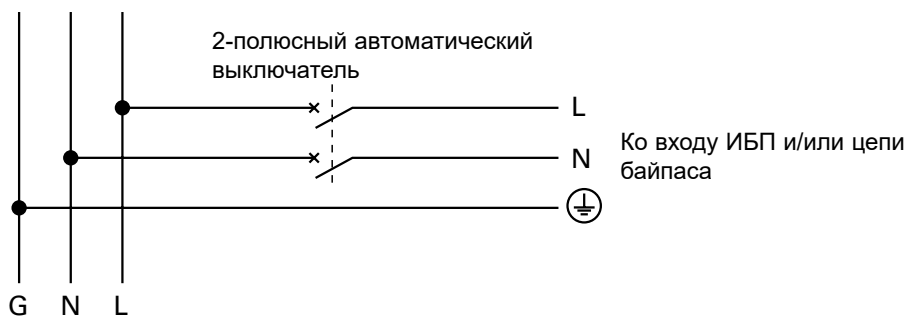 2-полюсный автоматический
выключатель
L
N
Ко входу ИБП и/или цепи
байпаса
G N L